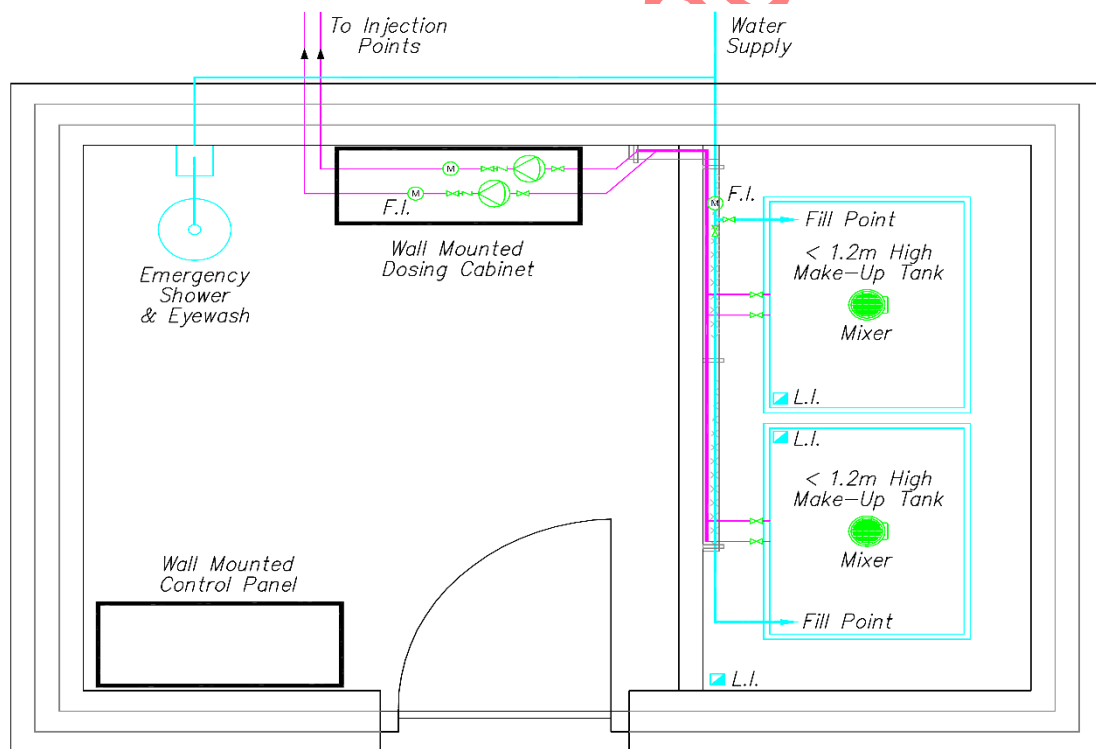 To Injection
Points
Water
Supply
M
M
F.I.
Wall Mounted
Dosing Cabinet
Emergency
Shower
& Eyewash
M
F.I.
Fill Point
< 1.2m High
Make-Up Tank
Mixer
L.I.
L.I.
< 1.2m High
Make-Up Tank
Mixer
Fill Point
L.I.
Wall Mounted
Control Panel